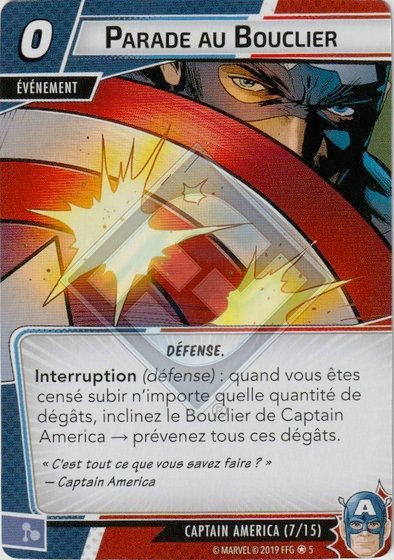 0
PARADE AU BOUCLIER
ÉVÉNEMENT
DÉFENSE.
Interruption (défense) : quand vous êtes
censé subir n'importe quelle quantité de
dégâts, inclinez le Bouclier de Captain
America → prévenez tous ces dégâts.
« C'est tout ce que vous savez faire ? »
– Captain America
CAPTAIN AMERICA (7/15)
© MARVEL © 2019 FFG 5
A